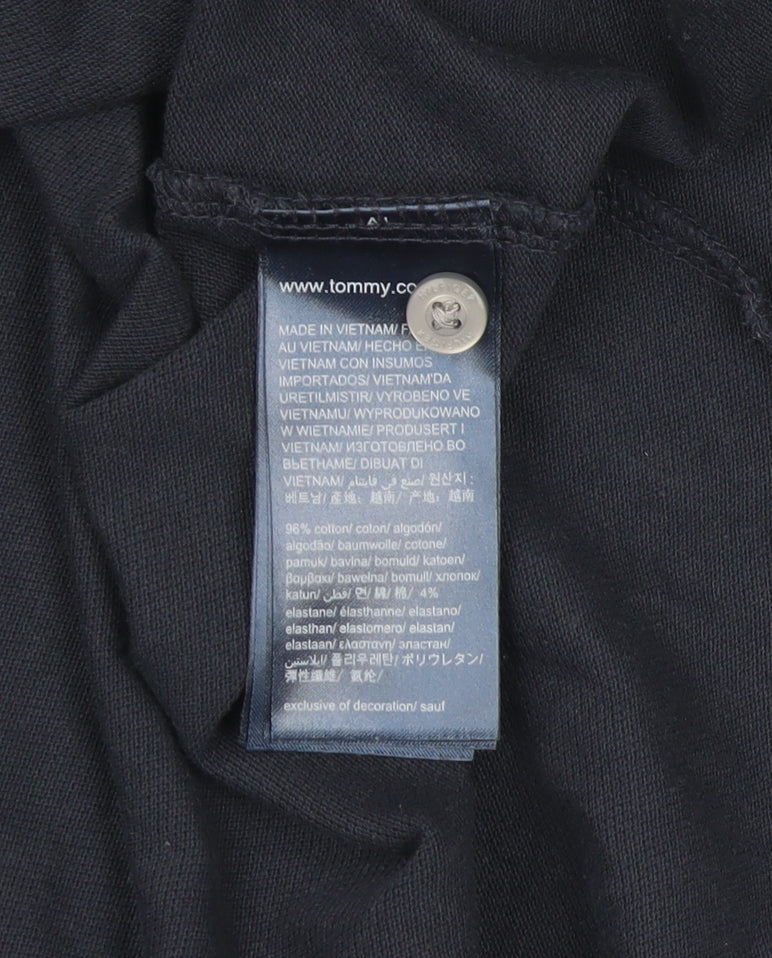 www.tommy.co
MADE IN VIETNAM/ F
AU VIETNAM/ HECHO E
VIETNAM CON INSUMOS
IMPORTADOS/ VIETNAM'DA
URETILMISTIR/ VYROBENO VE
VIETNAMU/ WYPRODUKOWANO
W WIETNAMIE/ PRODUSERT I
VIETNAM/ ИЗГОТОВЛЕНО ВО
ВЬЕТНАМЕ/ DIBUAT DI
VIETNAM/ صنع في فايتنام/ 원산지 :
베트남/ 產地：越南/ 产地：越南
96% cotton/ coton/ algodón/
algodão/ baumwolle/ cotone/
pamuk/ bavlna/ bomuld/ katoen/
βαμβακι/ bawełna/ bomull/ хлопок/
katun/ قطن/ 면/ 綿/ 棉/ 4%
elastane/ élasthanne/ elastano/
elasthan/ elastomero/ elastan/
elastaan/ ελαστανη/ эластан/
إيلاستين/ 폴리우레탄/ ポリウレタン/
彈性纖維/ 氨纶/
exclusive of decoration/ sauf